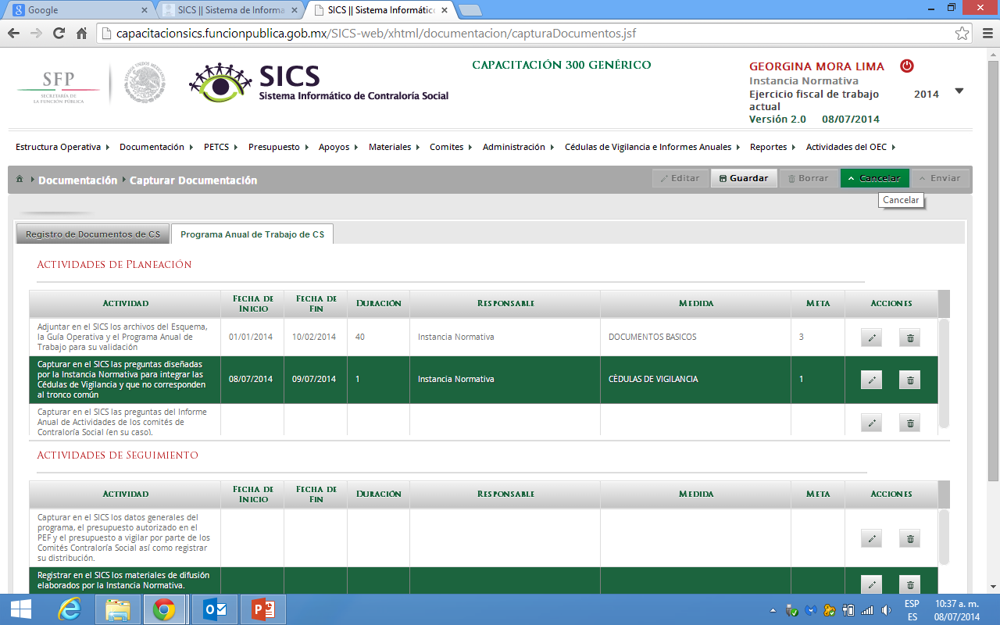 Google
SICS || Sistema de Informa
SICS || Sistema Informátic
capacitacionsics.funcionpublica.gob.mx/SICS-web/xhtml/documentacion/capturaDocumentos.jsf
SFP
SECRETARÍA DE
LA FUNCIÓN PÚBLICA
SICS
Sistema Informático de Contraloría Social
CAPACITACIÓN 300 GENÉRICO
GEORGINA MORA LIMA
Instancia Normativa
Ejercicio fiscal de trabajo actual 2014
Versión 2.0 08/07/2014
Estructura Operativa Documentación PETCS Presupuesto Apoyos Materiales Comites Administración Cédulas de Vigilancia e Informes Anuales Reportes Actividades del OEC
Documentación Capturar Documentación Editar Guardar Borrar Cancelar Enviar
Cancelar
Registro de Documentos de CS Programa Anual de Trabajo de CS
Actividades de Planeación
Actividad Fecha de Inicio Fecha de Fin Duración Responsable Medida Meta Acciones
Adjuntar en el SICS los archivos del Esquema,
la Guía Operativa y el Programa Anual de
Trabajo para su validación
01/01/2014 10/02/2014 40 Instancia Normativa DOCUMENTOS BASICOS 3
Capturar en el SICS las preguntas diseñadas
por la Instancia Normativa para integrar las
Cédulas de Vigilancia y que no corresponden
al tronco común
08/07/2014 09/07/2014 1 Instancia Normativa CÉDULAS DE VIGILANCIA 1
Capturar en el SICS las preguntas del Informe
Anual de Actividades de los comités de
Contraloría Social (en su caso).
Actividades de Seguimiento
Actividad Fecha de Inicio Fecha de Fin Duración Responsable Medida Meta Acciones
Capturar en el SICS los datos generales del
programa, el presupuesto autorizado en el
PEF y el presupuesto a vigilar por parte de los
Comités Contraloría Social así como registrar
su distribución.
Registrar en el SICS los materiales de difusión
elaborados por la Instancia Normativa.
ESP
ES
10:37 a. m.
08/07/2014